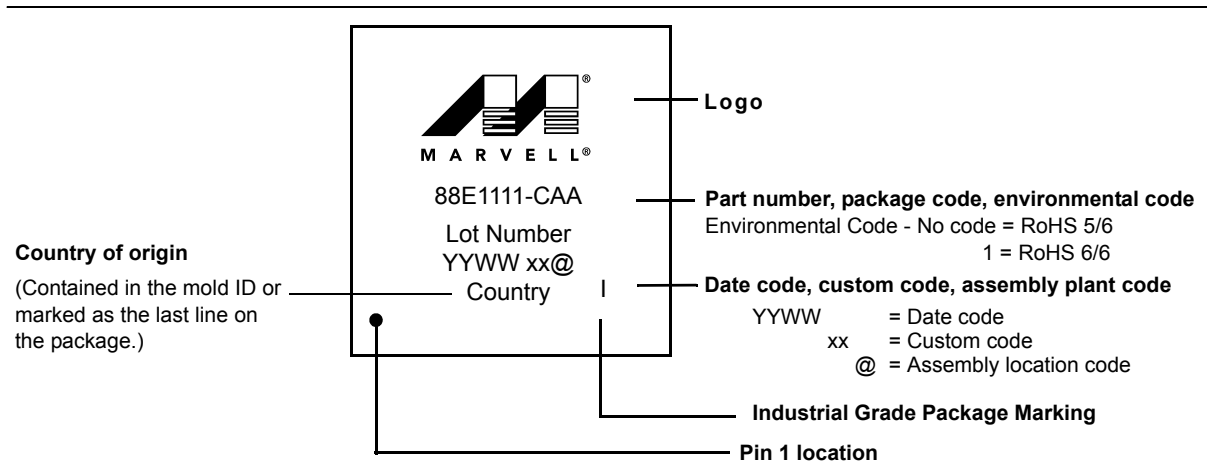 ®
MARVELL®
88E1111-CAA
Lot Number
YYWW xx@
Country I
Logo
Part number, package code, environmental code
Environmental Code - No code = RoHS 5/6
1 = RoHS 6/6
Country of origin
(Contained in the mold ID or
marked as the last line on
the package.)
Date code, custom code, assembly plant code
YYWW = Date code
xx = Custom code
@ = Assembly location code
Industrial Grade Package Marking
Pin 1 location